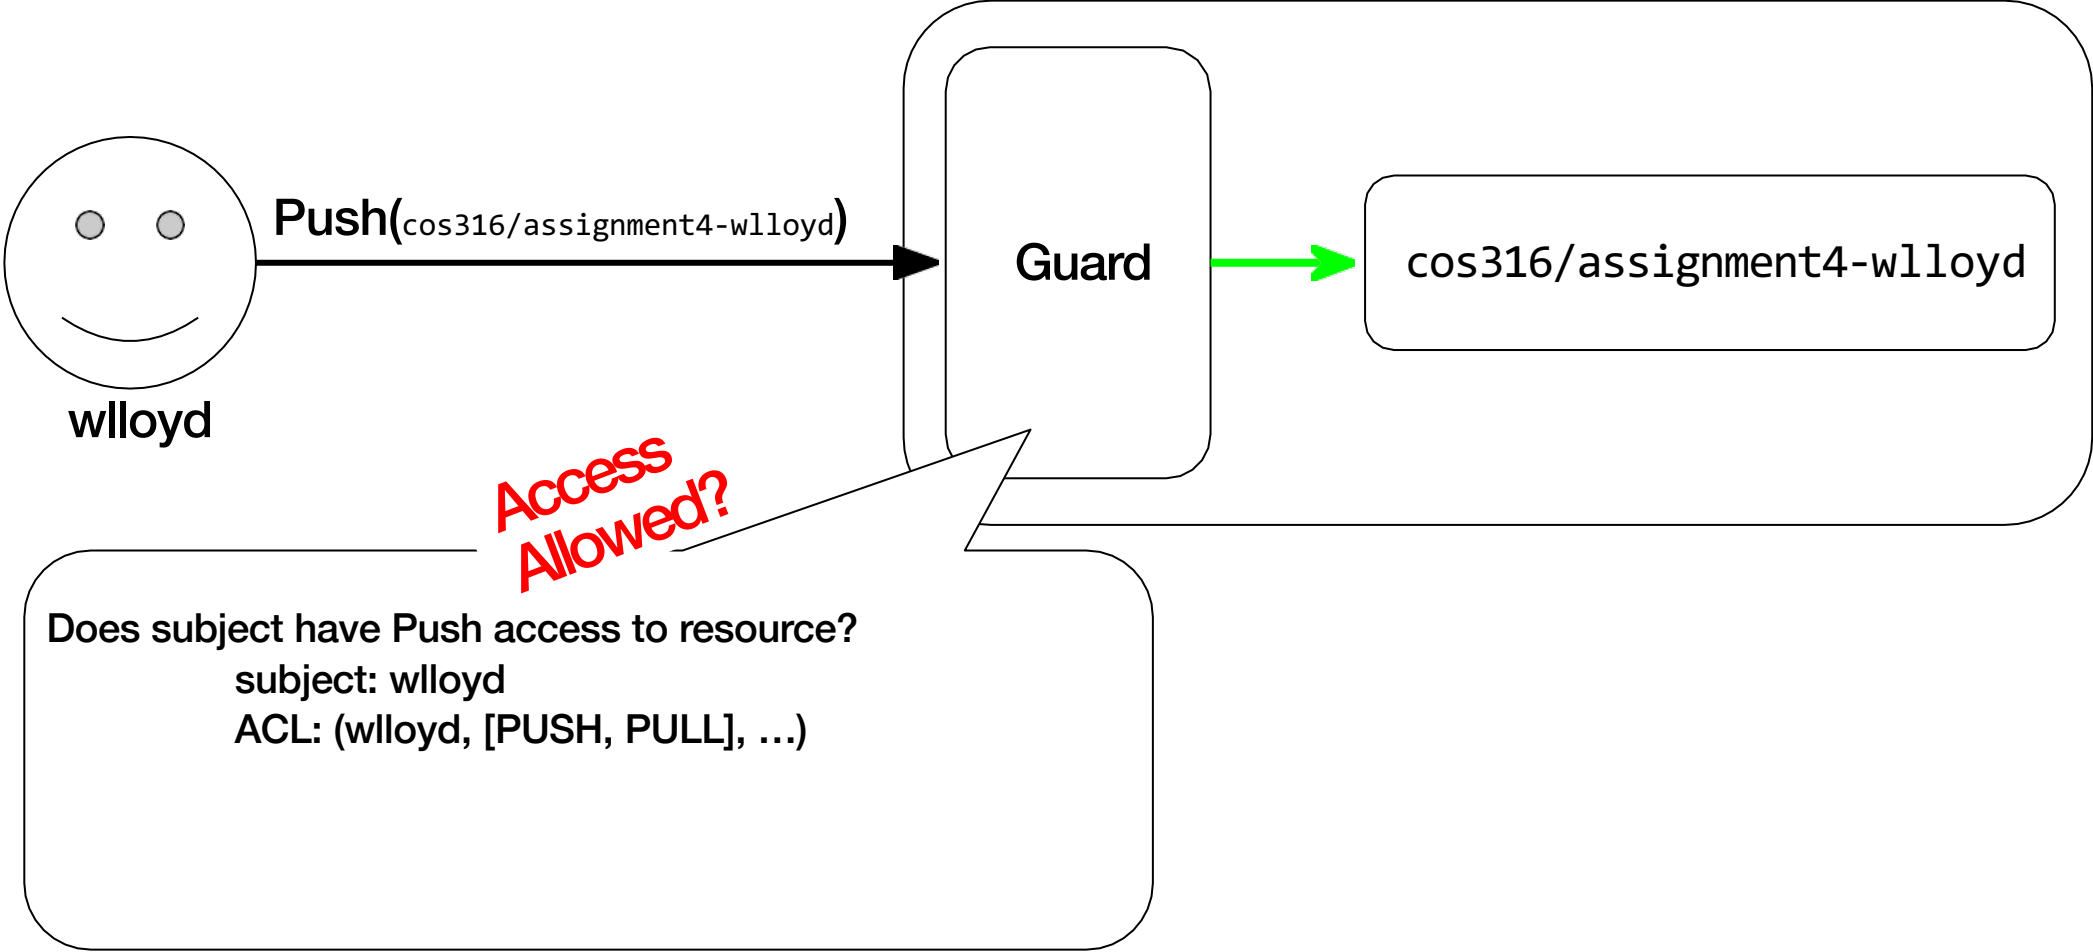 Push(cos316/assignment4-wlloyd)
Guard
cos316/assignment4-wlloyd
wlloyd
Access
Allowed?
Does subject have Push access to resource?
subject: wlloyd
ACL: (wlloyd, [PUSH, PULL], …)